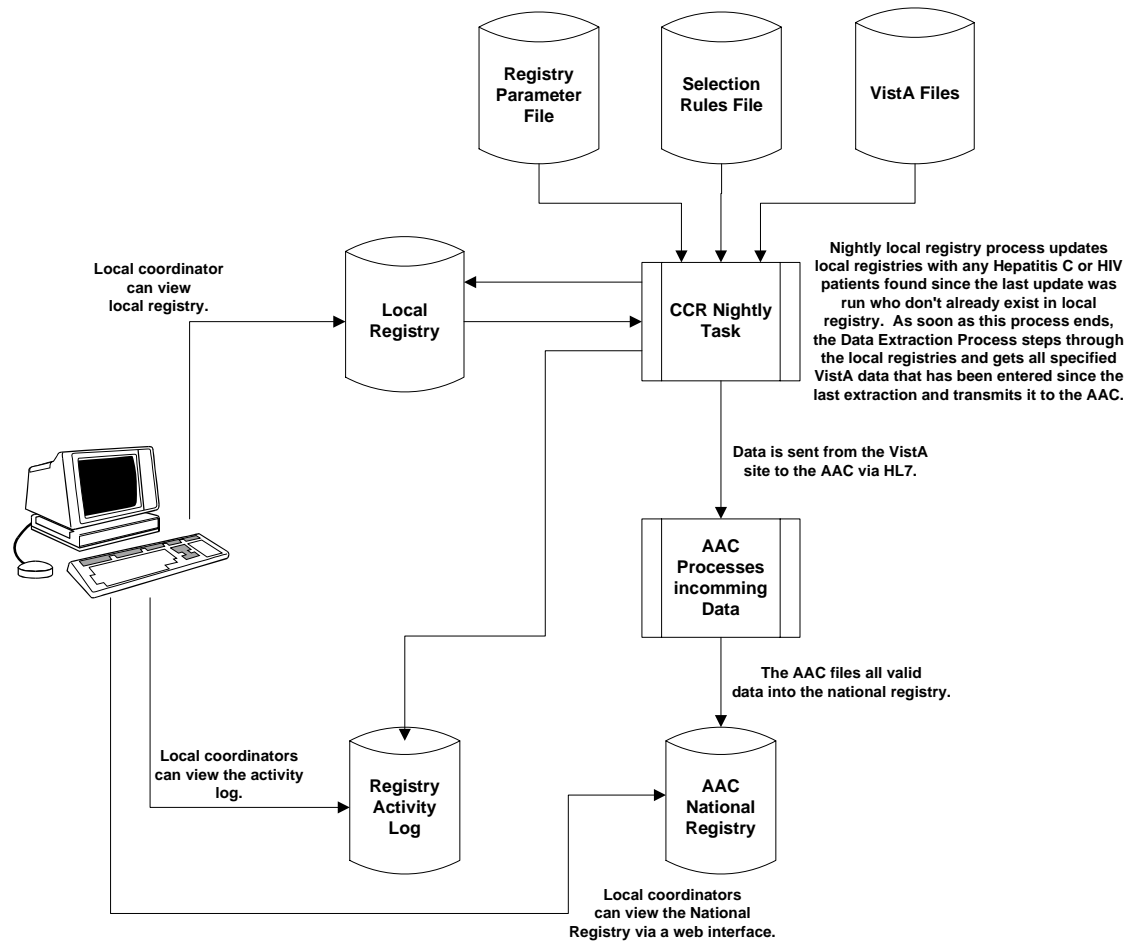 Registry
Parameter
File
Selection
Rules File
VistA Files
Local coordinator
can view
local registry.
Local
Registry
CCR Nightly
Task
Nightly local registry process updates
local registries with any Hepatitis C or HIV
patients found since the last update was
run who don't already exist in local
registry.  As soon as this process ends,
the Data Extraction Process steps through
the local registries and gets all specified
VistA data that has been entered since the
last extraction and transmits it to the AAC.
Data is sent from the VistA
site to the AAC via HL7.
AAC
Processes
incomming
Data
The AAC files all valid
data into the national registry.
Local coordinators
can view the activity
log.
Registry
Activity
Log
AAC
National
Registry
Local coordinators
can view the National
Registry via a web interface.